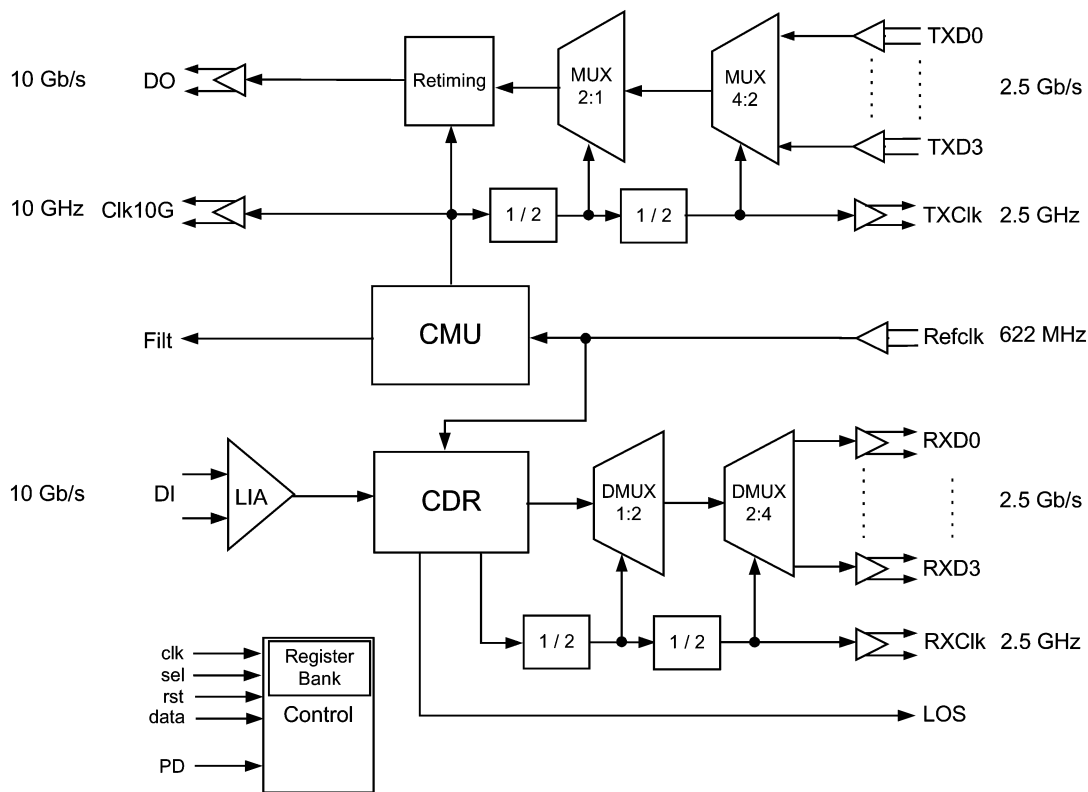 TXD0
10 Gb/s
DO
Retiming
MUX
2:1
MUX
4:2
2.5 Gb/s
TXD3
10 GHz
Clk10G
1 / 2
1 / 2
TXClk
2.5 GHz
Filt
CMU
Refclk
622 MHz
RXD0
10 Gb/s
DI
LIA
CDR
DMUX
1:2
DMUX
2:4
2.5 Gb/s
RXD3
1 / 2
1 / 2
RXClk
2.5 GHz
clk
sel
rst
data
PD
Register
Bank
Control
LOS